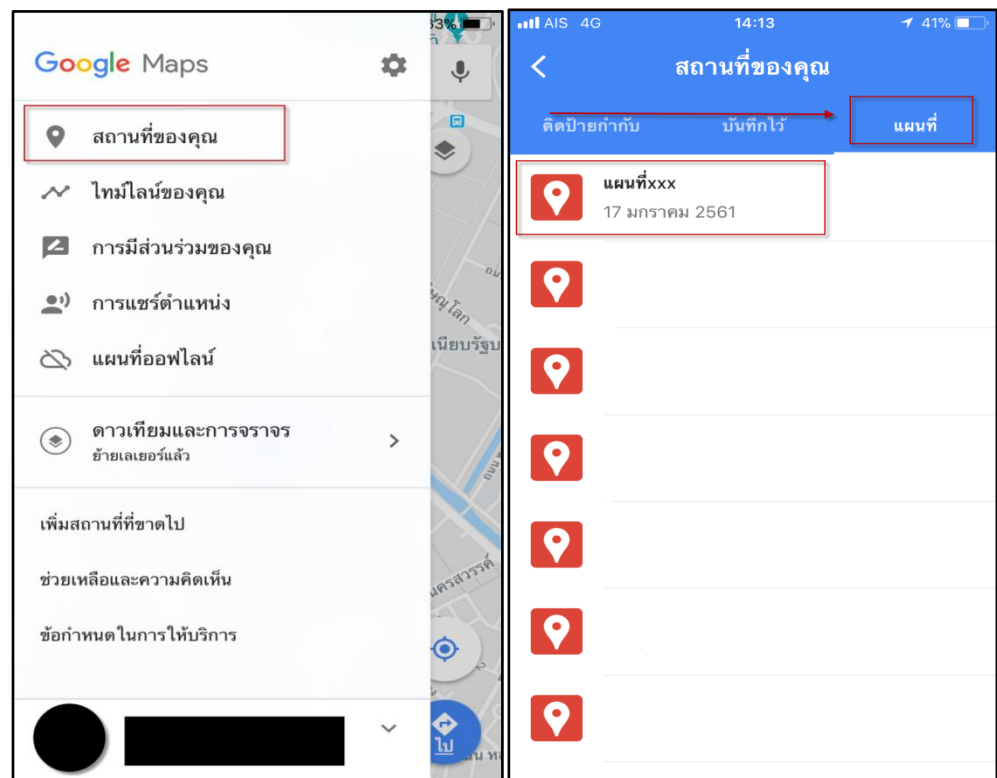 33%
Google Maps
สถานที่ของคุณ
ไทม์ไลน์ของคุณ
การมีส่วนร่วมของคุณ
การแชร์ตำแหน่ง
แผนที่ออฟไลน์
ดาวเทียมและการจราจร
ย้ายเลเยอร์แล้ว
เพิ่มสถานที่ที่ขาดไป
ช่วยเหลือและความคิดเห็น
ข้อกำหนดในการให้บริการ
นครสวรรค์
ไป
AIS 4G 14:13 41%
สถานที่ของคุณ
ติดป้ายกำกับ บันทึกไว้ แผนที่
แผนที่xxx
17 มกราคม 2561